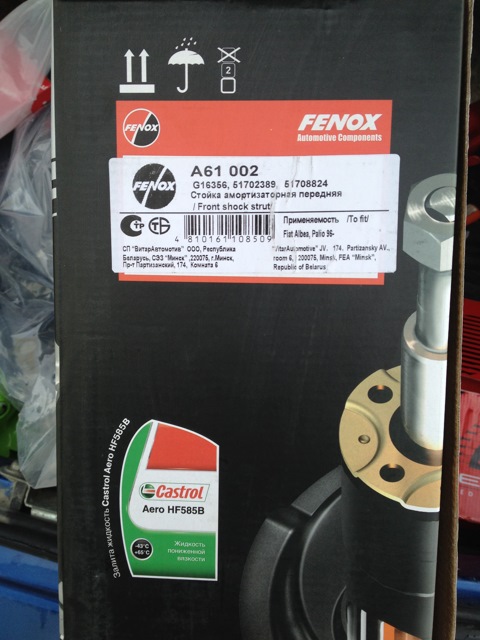 2
FENOX
FENOX
Automotive Components
FENOX
A61 002
G16356, 51702389, 51708824
Стойка амортизаторная передняя
/ Front shock strut/
Применяемость /To fit/
Fiat Albea, Palio 96-
4 810161 108509
СП "ВитарАвтомотив" ООО, Республика
Беларусь, СЭЗ "Минск" ,220075, г.Минск,
Пр-т Партизанский, 174, Комната 6
"VitarAutomotive" JV, 174, Partizansky AV.,
room 6, 220075, Minsk, FEA "Minsk",
Republic of Belarus
Залита жидкость Castrol Aero HF585B
Castrol
Aero HF585B
-43°C
+65°C
Жидкость
пониженной
вязкости